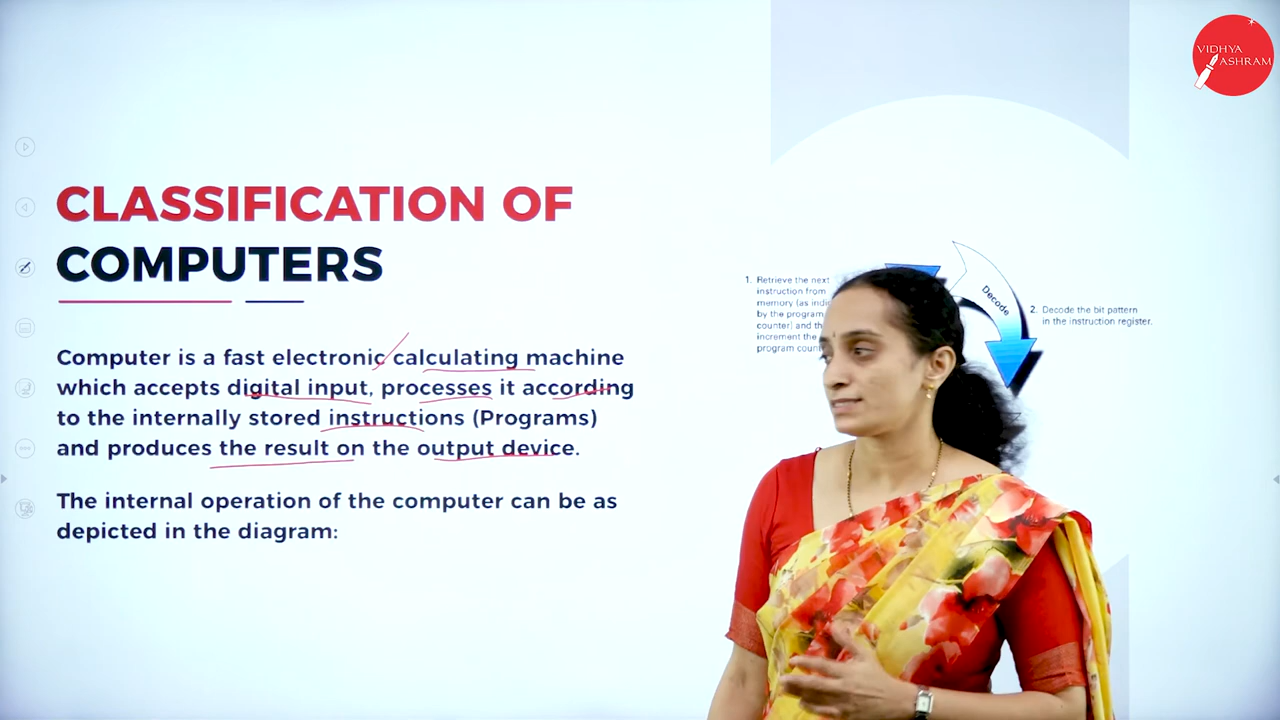 VIDHYA
ASHRAM
CLASSIFICATION OF
COMPUTERS
Computer is a fast electronic calculating machine
which accepts digital input, processes it according
to the internally stored instructions (Programs)
and produces the result on the output device.
The internal operation of the computer can be as
depicted in the diagram:
1. Retrieve the next
instruction from
memory (as
by the program
counter) and
increment the
program
Decode
2. Decode the bit pattern
in the instruction register.